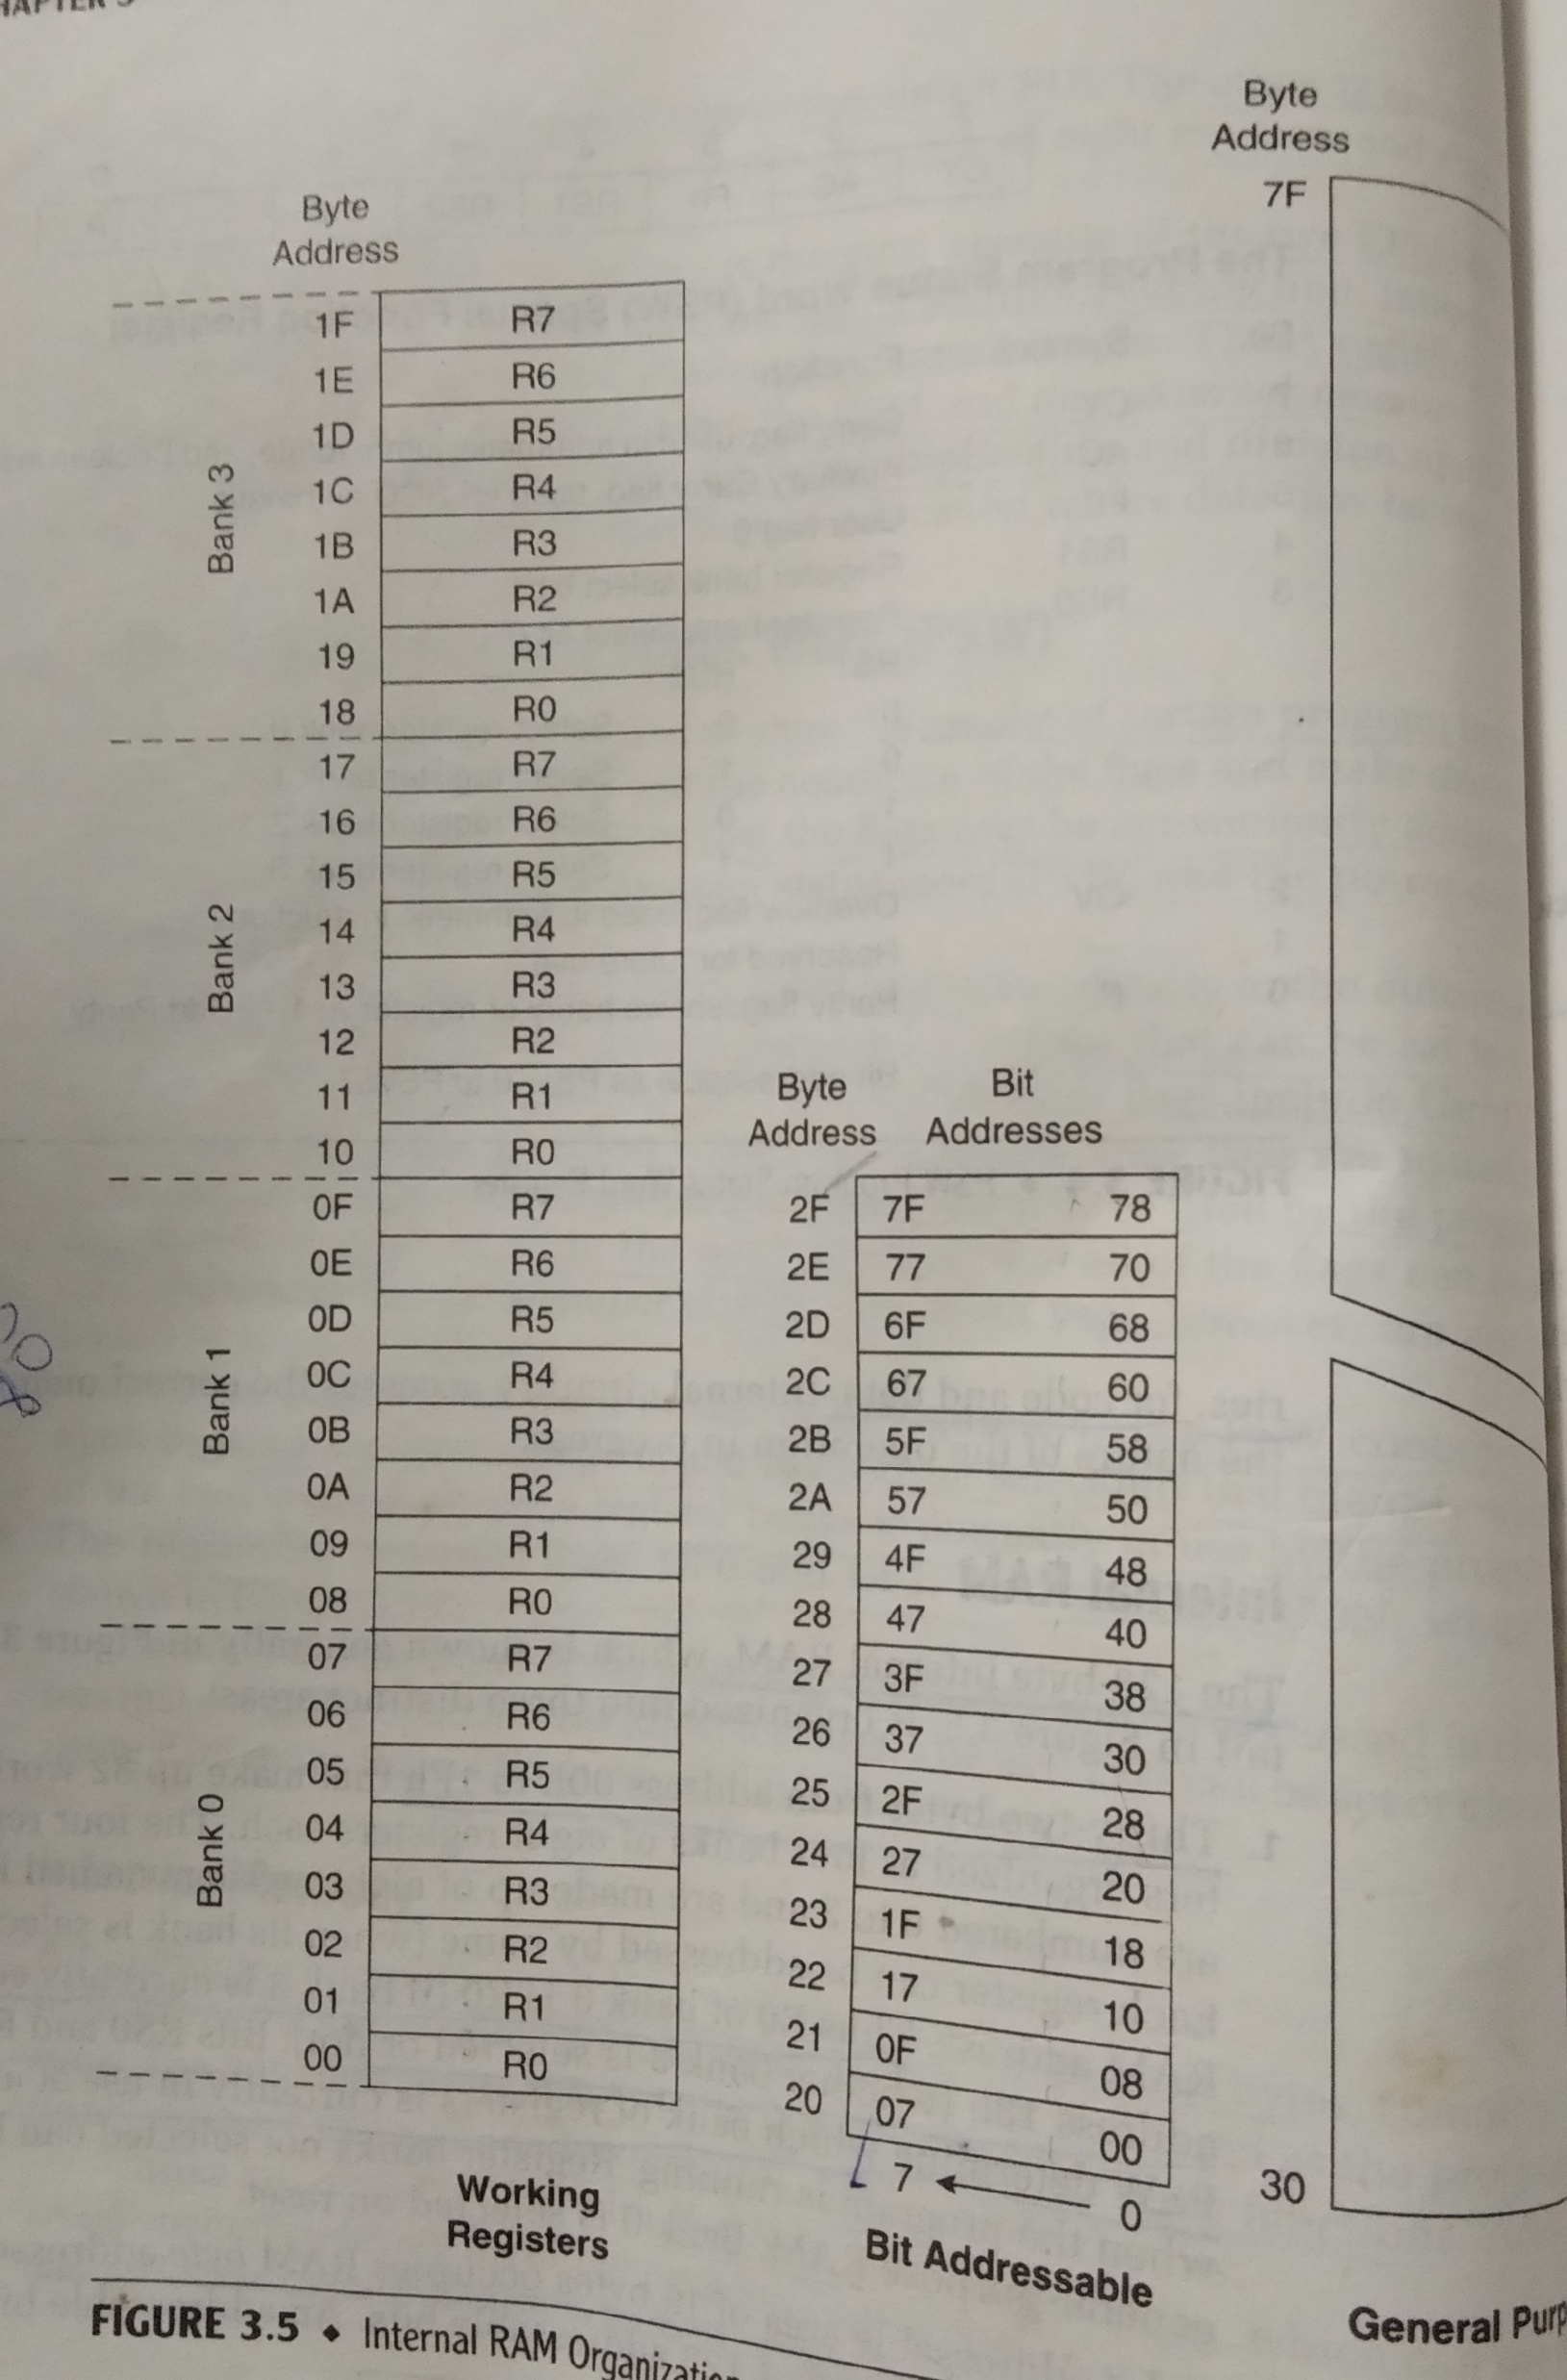 Byte
Address
7F
30
General
Byte
Address
Bank 3
1F R7
1E R6
1D R5
1C R4
1B R3
1A R2
19 R1
18 R0
Bank 2
17 R7
16 R6
15 R5
14 R4
13 R3
12 R2
11 R1
10 R0
Bank 1
0F R7
0E R6
0D R5
0C R4
0B R3
0A R2
09 R1
08 R0
Bank 0
07 R7
06 R6
05 R5
04 R4
03 R3
02 R2
01 R1
00 R0
Working
Registers
Byte
Address
Bit
Addresses
2F 7F 78
2E 77 70
2D 6F 68
2C 67 60
2B 5F 58
2A 57 50
29 4F 48
28 47 40
27 3F 38
26 37 30
25 2F 28
24 27 20
23 1F 18
22 17 10
21 0F 08
20 07 00
7 0
Bit Addressable
FIGURE 3.5 ◆ Internal RAM